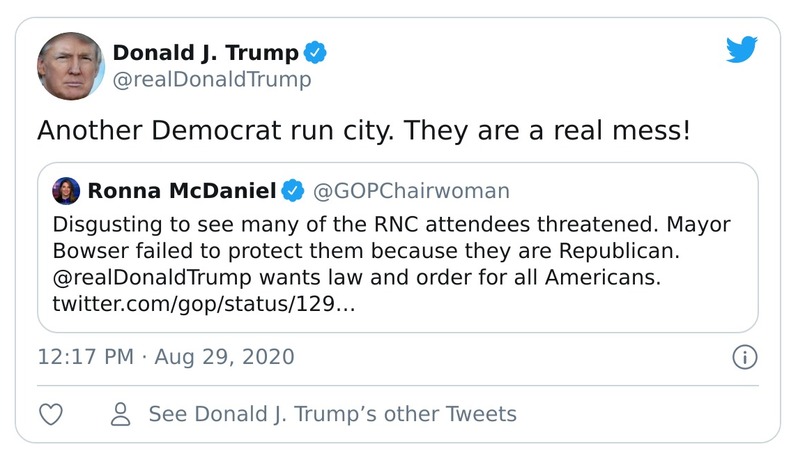 Donald J. Trump
@realDonaldTrump
Another Democrat run city. They are a real mess!
Ronna McDaniel @GOPChairwoman
Disgusting to see many of the RNC attendees threatened. Mayor
Bowser failed to protect them because they are Republican.
@realDonaldTrump wants law and order for all Americans.
twitter.com/gop/status/129…
12:17 PM · Aug 29, 2020
See Donald J. Trump’s other Tweets